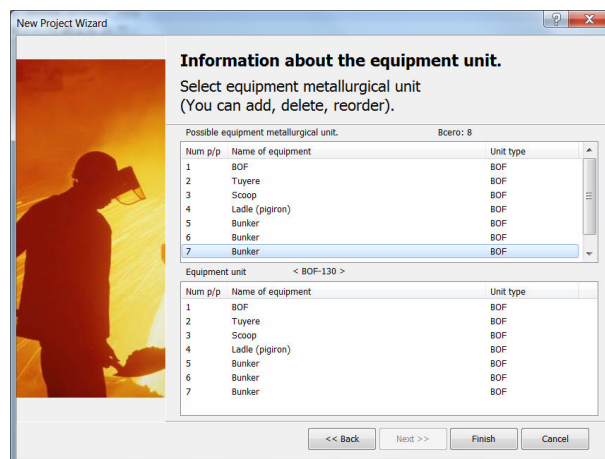 New Project Wizard
Information about the equipment unit.
Select equipment metallurgical unit
(You can add, delete, reorder).
Possible equipment metallurgical unit. Всего: 8
Num p/p Name of equipment Unit type
1 BOF BOF
2 Tuyere BOF
3 Scoop BOF
4 Ladle (pigiron) BOF
5 Bunker BOF
6 Bunker BOF
7 Bunker BOF
Equipment unit < BOF-130 >
Num p/p Name of equipment Unit type
1 BOF BOF
2 Tuyere BOF
3 Scoop BOF
4 Ladle (pigiron) BOF
5 Bunker BOF
6 Bunker BOF
7 Bunker BOF
<< Back Next >> Finish Cancel